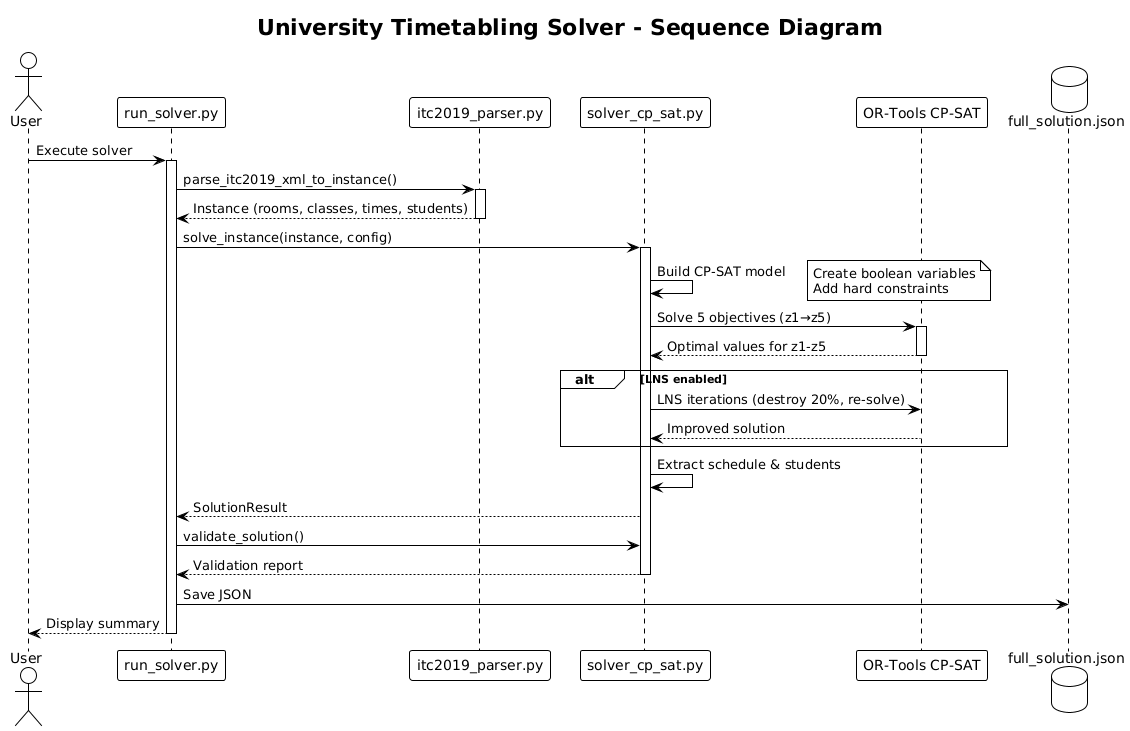 University Timetabling Solver - Sequence Diagram
User
run_solver.py
itc2019_parser.py
solver_cp_sat.py
OR-Tools CP-SAT
full_solution.json
Execute solver
parse_itc2019_xml_to_instance()
Instance (rooms, classes, times, students)
solve_instance(instance, config)
Build CP-SAT model
Create boolean variables
Add hard constraints
Solve 5 objectives (z1→z5)
Optimal values for z1-z5
alt
[LNS enabled]
LNS iterations (destroy 20%, re-solve)
Improved solution
Extract schedule & students
SolutionResult
validate_solution()
Validation report
Save JSON
Display summary
User
run_solver.py
itc2019_parser.py
solver_cp_sat.py
OR-Tools CP-SAT
full_solution.json